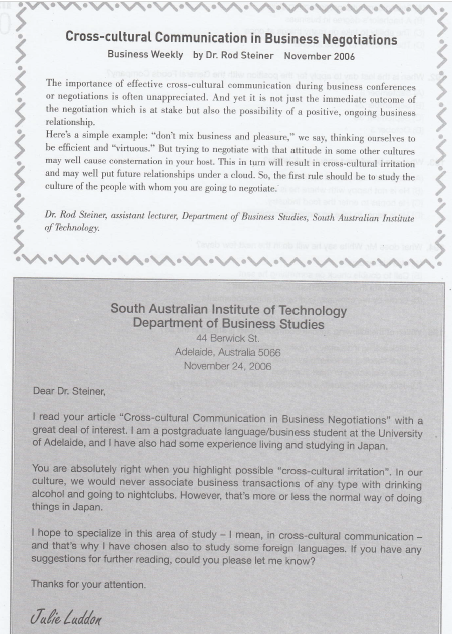 Cross-cultural Communication in Business Negotiations
Business Weekly by Dr. Rod Steiner November 2006
The importance of effective cross-cultural communication during business conferences
or negotiations is often unappreciated. And yet it is not just the immediate outcome of
the negotiation which is at stake but also the possibility of a positive, ongoing business
relationship.
Here's a simple example: "don't mix business and pleasure," we say, thinking ourselves to
be efficient and "virtuous." But trying to negotiate with that attitude in some other cultures
may well cause consternation in your host. This in turn will result in cross-cultural irritation
and may well put future relationships under a cloud. So, the first rule should be to study the
culture of the people with whom you are going to negotiate.
Dr. Rod Steiner, assistant lecturer, Department of Business Studies, South Australian Institute
of Technology.
South Australian Institute of Technology
Department of Business Studies
44 Berwick St.
Adelaide, Australia 5066
November 24, 2006
Dear Dr. Steiner,
I read your article "Cross-cultural Communication in Business Negotiations" with a
great deal of interest. I am a postgraduate language/business student at the University
of Adelaide, and I have also had some experience living and studying in Japan.
You are absolutely right when you highlight possible "cross-cultural irritation". In our
culture, we would never associate business transactions of any type with drinking
alcohol and going to nightclubs. However, that's more or less the normal way of doing
things in Japan.
I hope to specialize in this area of study – I mean, in cross-cultural communication –
and that's why I have chosen also to study some foreign languages. If you have any
suggestions for further reading, could you please let me know?
Thanks for your attention.
Julie Luddon